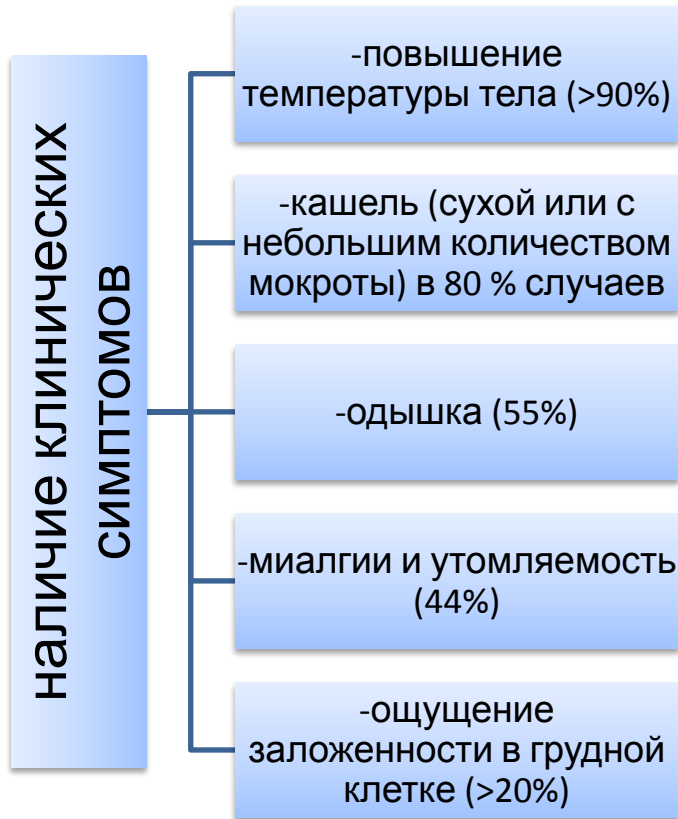 наличие клинических
симптомов
-повышение
температуры тела (>90%)
-кашель (сухой или с
небольшим количеством
мокроты) в 80 % случаев
-одышка (55%)
-миалгии и утомляемость
(44%)
-ощущение
заложенности в грудной
клетке (>20%)